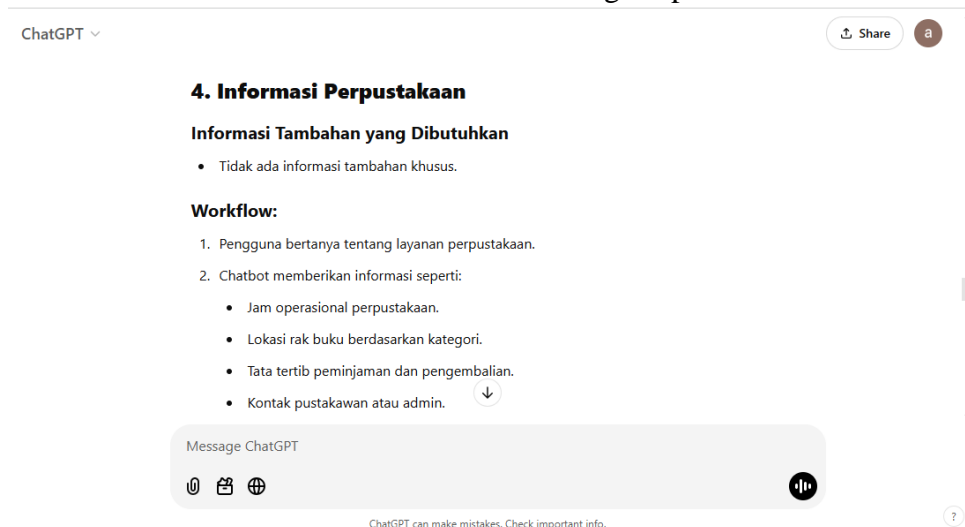 ChatGPT
Share
a
4. Informasi Perpustakaan
Informasi Tambahan yang Dibutuhkan
• Tidak ada informasi tambahan khusus.
Workflow:
1. Pengguna bertanya tentang layanan perpustakaan.
2. Chatbot memberikan informasi seperti:
• Jam operasional perpustakaan.
• Lokasi rak buku berdasarkan kategori.
• Tata tertib peminjaman dan pengembalian.
• Kontak pustakawan atau admin.
Message ChatGPT
ChatGPT can make mistakes. Check important info.
?